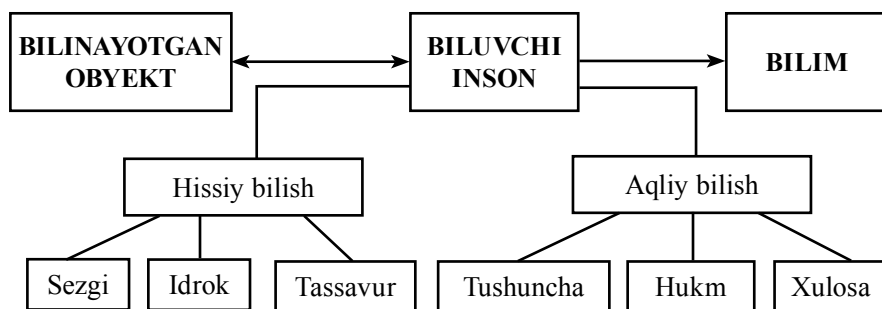 BILINAYOTGAN
OBYEKT
BILUVCHI
INSON
BILIM
Hissiy bilish
Aqliy bilish
Sezgi
Idrok
Tassavur
Tushuncha
Hukm
Xulosa